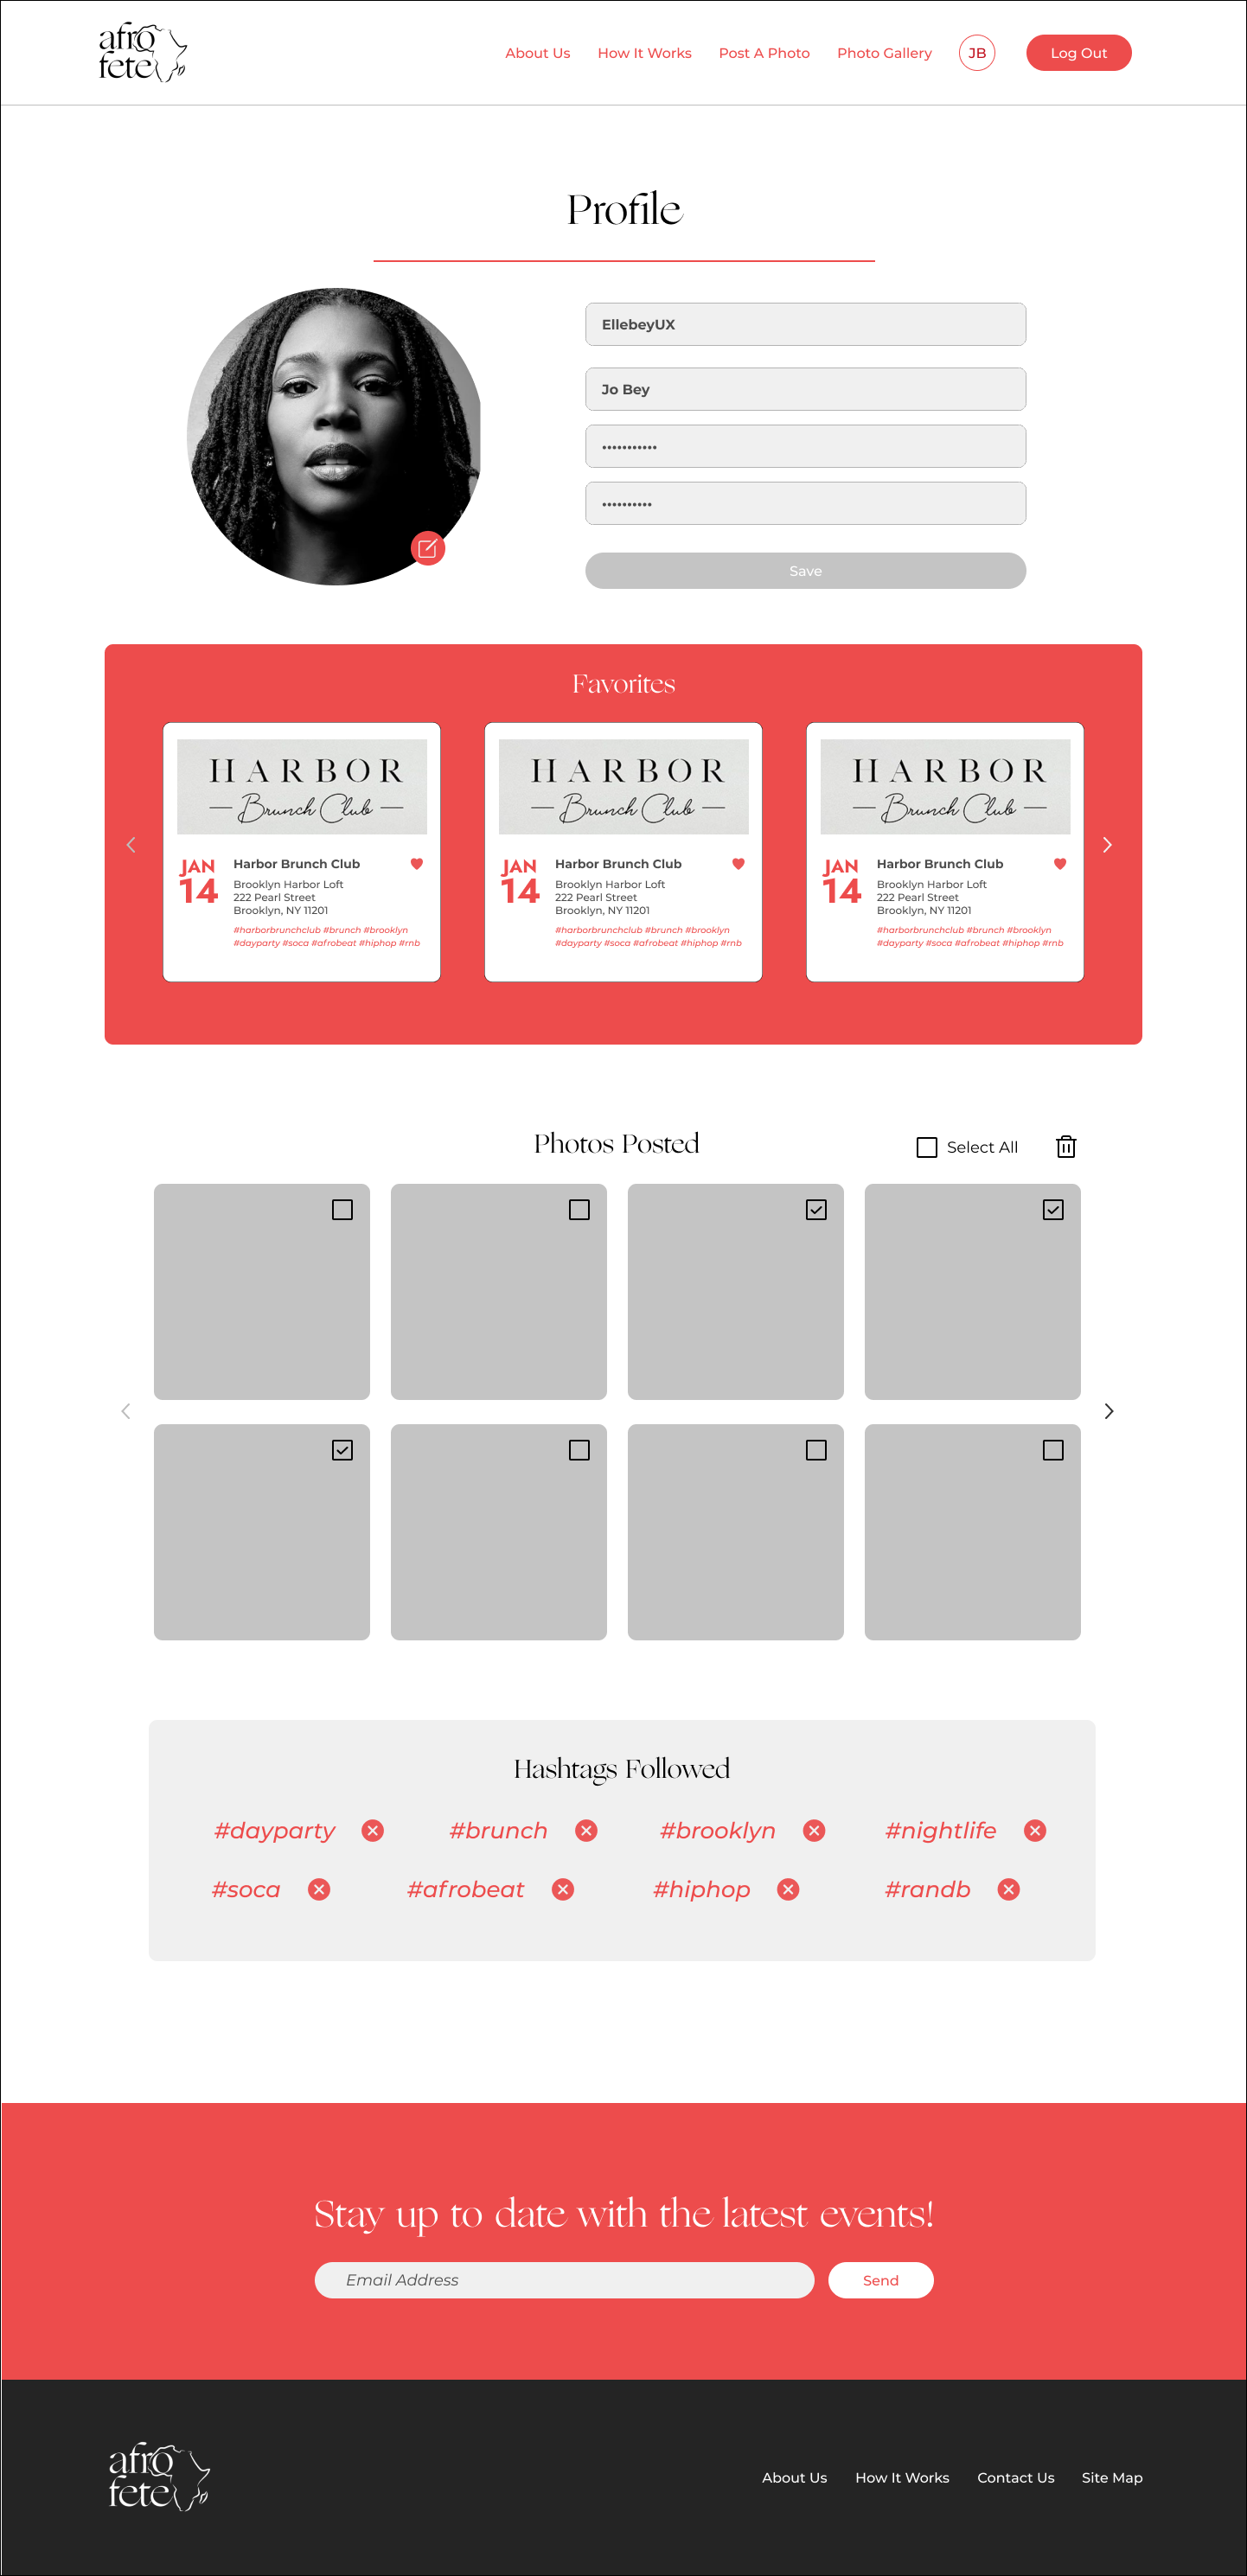 afro
fete
About Us How It Works Post A Photo Photo Gallery JB Log Out
Profile
EllebeyUX
Jo Bey
•••••••••••
••••••••••
Save
Favorites
HARBOR
Brunch Club
JAN
14
Harbor Brunch Club
Brooklyn Harbor Loft
222 Pearl Street
Brooklyn, NY 11201
#harborbrunchclub #brunch #brooklyn
#dayparty #soca #afrobeat #hiphop #rnb
HARBOR
Brunch Club
JAN
14
Harbor Brunch Club
Brooklyn Harbor Loft
222 Pearl Street
Brooklyn, NY 11201
#harborbrunchclub #brunch #brooklyn
#dayparty #soca #afrobeat #hiphop #rnb
HARBOR
Brunch Club
JAN
14
Harbor Brunch Club
Brooklyn Harbor Loft
222 Pearl Street
Brooklyn, NY 11201
#harborbrunchclub #brunch #brooklyn
#dayparty #soca #afrobeat #hiphop #rnb
Photos Posted
Select All
Hashtags Followed
#dayparty #brunch #brooklyn #nightlife
#soca #afrobeat #hiphop #randb
Stay up to date with the latest events!
Email Address Send
afro
fete
About Us How It Works Contact Us Site Map